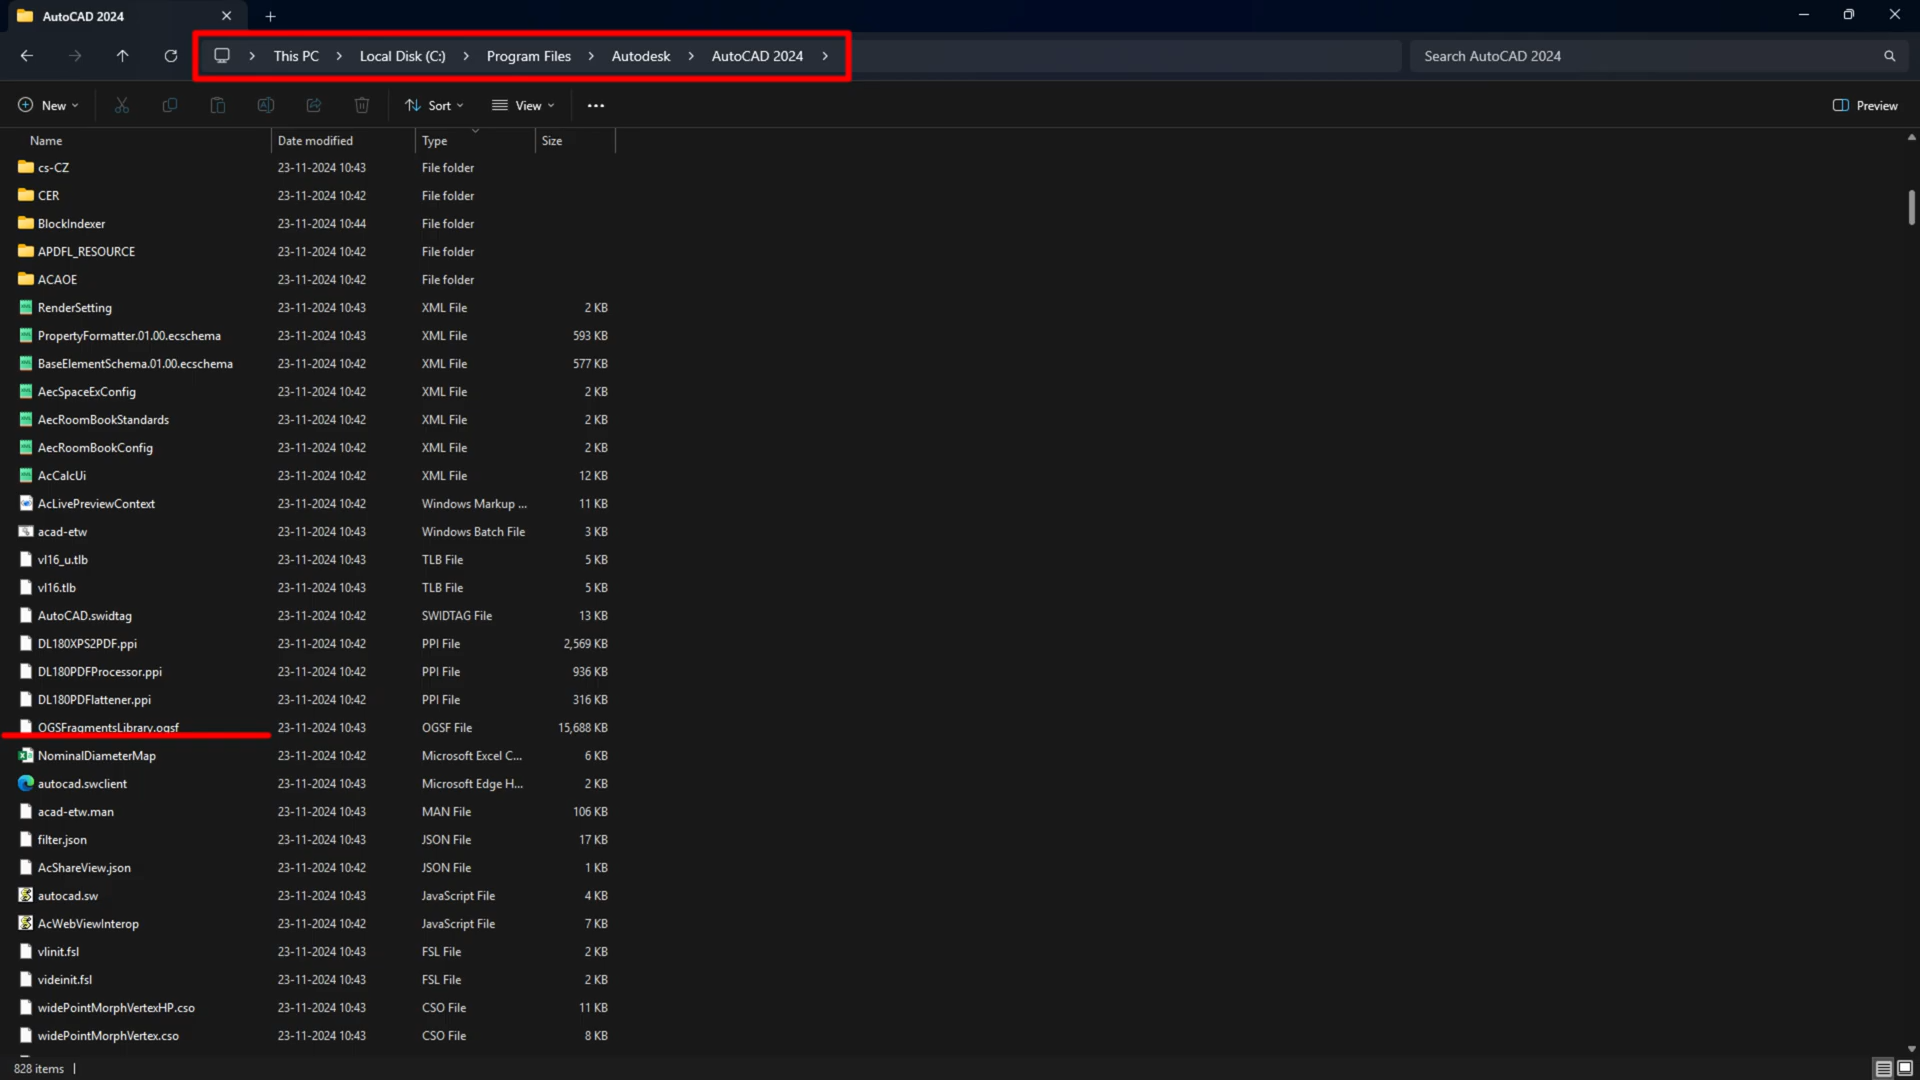 AutoCAD 2024
This PC > Local Disk (C:) > Program Files > Autodesk > AutoCAD 2024 >
Search AutoCAD 2024
New Sort View ... Preview
Name Date modified Type Size
cs-CZ 23-11-2024 10:43 File folder
CER 23-11-2024 10:42 File folder
BlockIndexer 23-11-2024 10:44 File folder
APDFL_RESOURCE 23-11-2024 10:42 File folder
ACAOE 23-11-2024 10:42 File folder
RenderSetting 23-11-2024 10:43 XML File 2 KB
PropertyFormatter.01.00.ecschema 23-11-2024 10:43 XML File 593 KB
BaseElementSchema.01.00.ecschema 23-11-2024 10:42 XML File 577 KB
AecSpaceExConfig 23-11-2024 10:42 XML File 2 KB
AecRoomBookStandards 23-11-2024 10:42 XML File 2 KB
AecRoomBookConfig 23-11-2024 10:42 XML File 2 KB
AcCalcUi 23-11-2024 10:42 XML File 12 KB
AcLivePreviewContext 23-11-2024 10:42 Windows Markup ... 11 KB
acad-etw 23-11-2024 10:43 Windows Batch File 3 KB
vl16_u.tlb 23-11-2024 10:43 TLB File 5 KB
vl16.tlb 23-11-2024 10:43 TLB File 5 KB
AutoCAD.swidtag 23-11-2024 10:42 SWIDTAG File 13 KB
DL180XPS2PDF.ppi 23-11-2024 10:42 PPI File 2,569 KB
DL180PDFProcessor.ppi 23-11-2024 10:42 PPI File 936 KB
DL180PDFlattener.ppi 23-11-2024 10:42 PPI File 316 KB
OGSFragmentsLibrary.ogsf 23-11-2024 10:43 OGSF File 15,688 KB
NominalDiameterMap 23-11-2024 10:42 Microsoft Excel C... 6 KB
autocad.swclient 23-11-2024 10:43 Microsoft Edge H... 2 KB
acad-etw.man 23-11-2024 10:43 MAN File 106 KB
filter.json 23-11-2024 10:43 JSON File 17 KB
AcShareView.json 23-11-2024 10:42 JSON File 1 KB
autocad.sw 23-11-2024 10:43 JavaScript File 4 KB
AcWebViewInterop 23-11-2024 10:42 JavaScript File 7 KB
vlinit.fsl 23-11-2024 10:43 FSL File 2 KB
videinit.fsl 23-11-2024 10:43 FSL File 2 KB
widePointMorphVertexHP.cso 23-11-2024 10:43 CSO File 11 KB
widePointMorphVertex.cso 23-11-2024 10:43 CSO File 8 KB
828 items